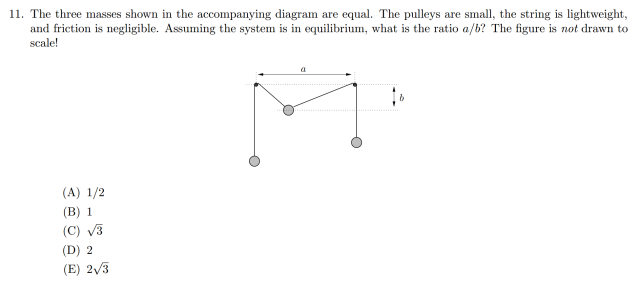 11. The three masses shown in the accompanying diagram are equal. The pulleys are small, the string is lightweight,
and friction is negligible. Assuming the system is in equilibrium, what is the ratio a/b? The figure is not drawn to
scale!
a
b
(A) 1/2
(B) 1
(C) √3
(D) 2
(E) 2√3